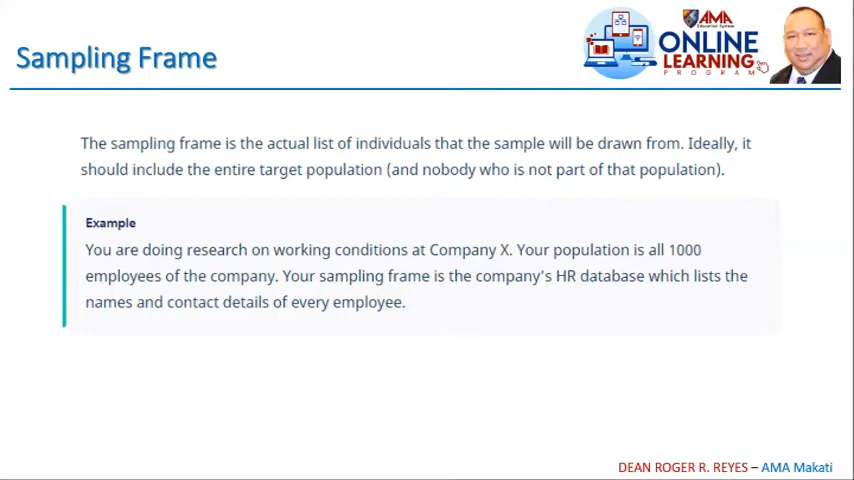 Sampling Frame
AMA
Education System
ONLINE
LEARNING
PROGRAM
The sampling frame is the actual list of individuals that the sample will be drawn from. Ideally, it
should include the entire target population (and nobody who is not part of that population).
Example
You are doing research on working conditions at Company X. Your population is all 1000
employees of the company. Your sampling frame is the company's HR database which lists the
names and contact details of every employee.
DEAN ROGER R. REYES – AMA Makati